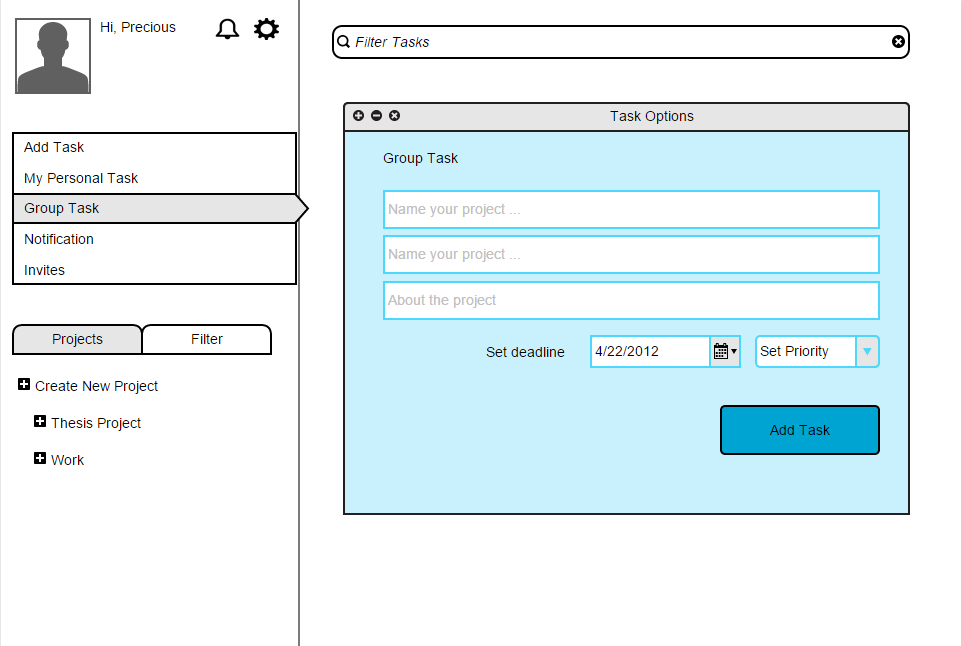 Hi, Precious
Add Task
My Personal Task
Group Task
Notification
Invites
Projects
Filter
Create New Project
Thesis Project
Work
Filter Tasks
Task Options
Group Task
Name your project ...
Name your project ...
About the project
Set deadline
4/22/2012
Set Priority
Add Task